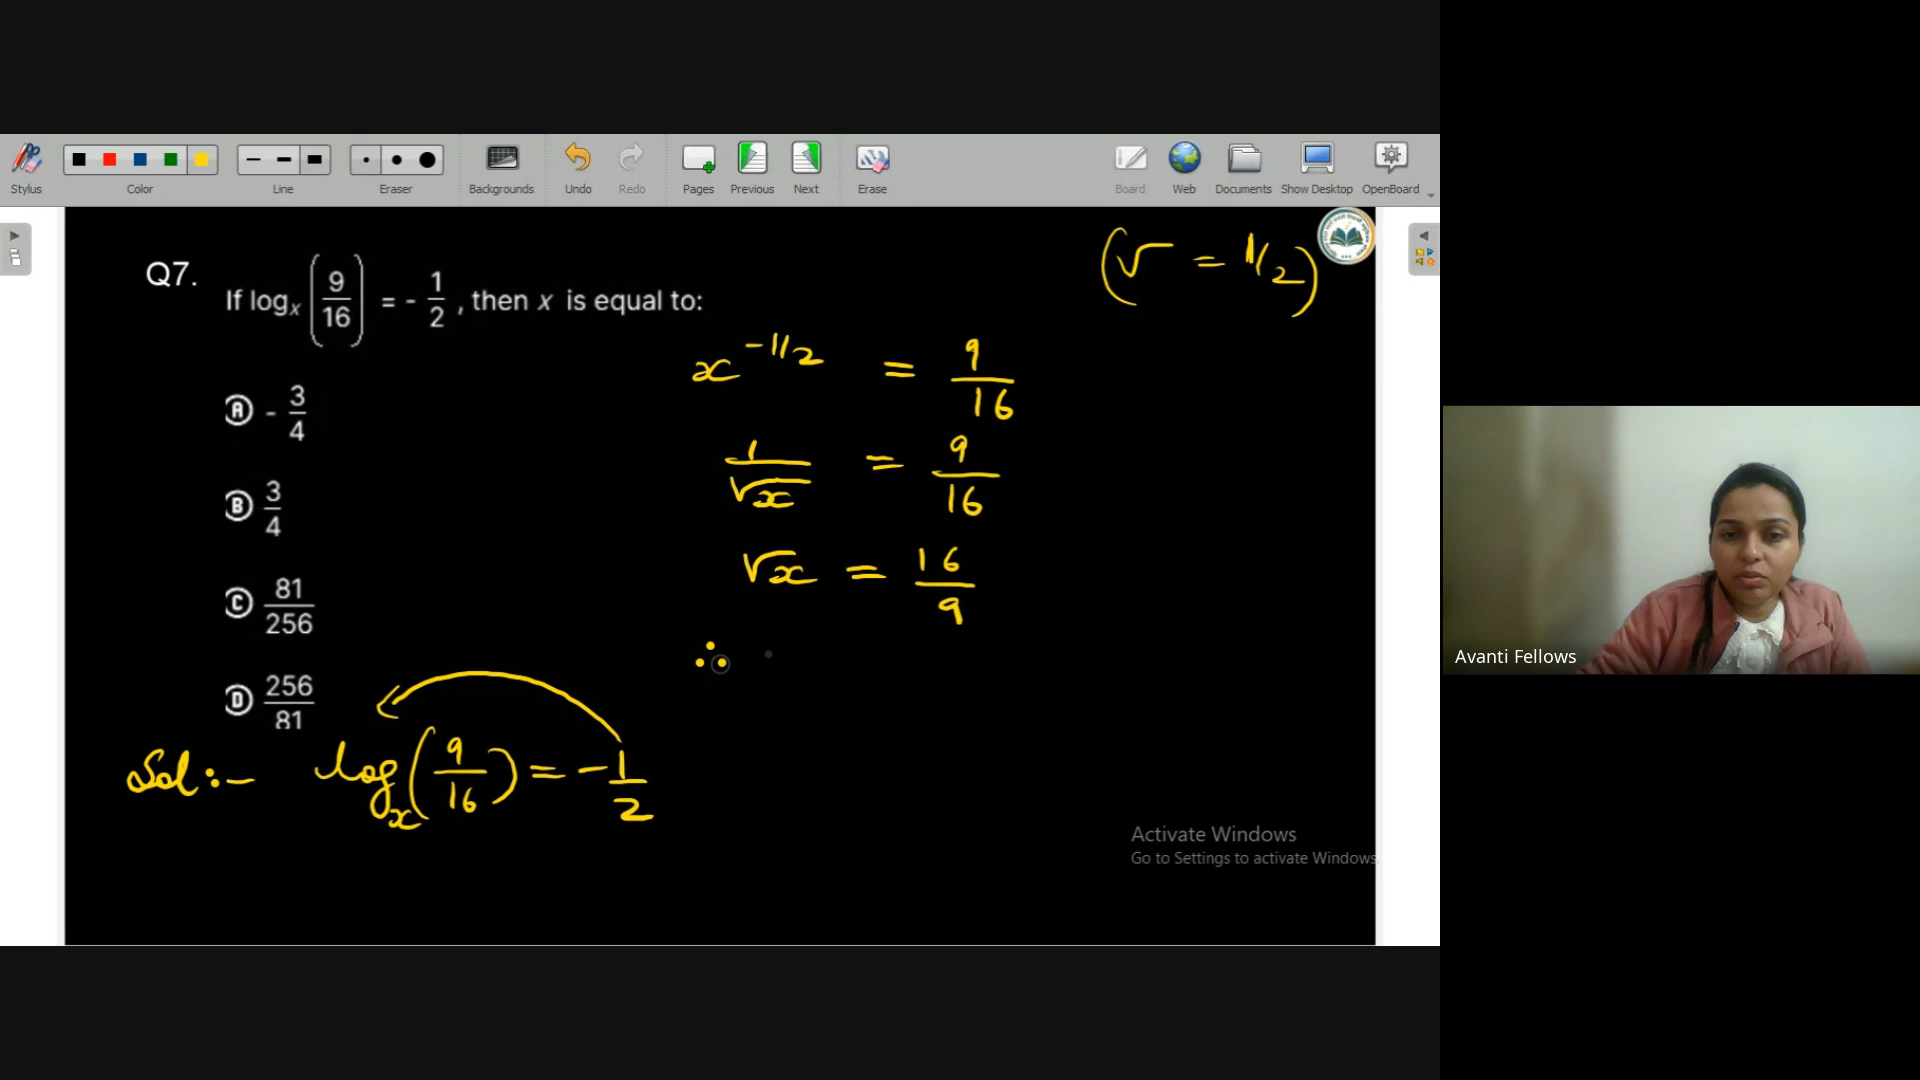 Stylus Color Line Eraser Backgrounds Undo Redo Pages Previous Next Erase Board Web Documents Show Desktop OpenBoard
(√ = 1/2)
Q7. If logₓ(9/16) = - 1/2, then x is equal to:
A - 3/4
B 3/4
C 81/256
D 256/81
x^-1/2 = 9/16
1/√x = 9/16
√x = 16/9
∴
Sol :- logₓ(9/16) = -1/2
Activate Windows
Go to Settings to activate Windows.
Avanti Fellows